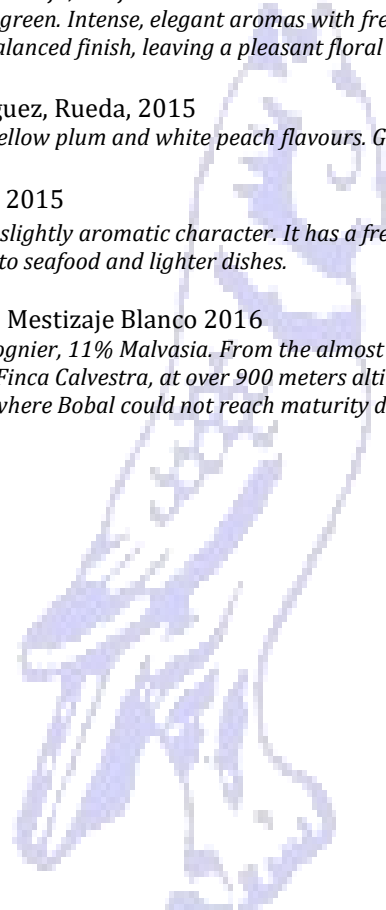 green. Intense, elegant aromas with fre
alanced finish, leaving a pleasant floral
guez, Rueda, 2015
ellow plum and white peach flavours. G
2015
slightly aromatic character. It has a fre
to seafood and lighter dishes.
Mestizaje Blanco 2016
ognier, 11% Malvasia. From the almost
Finca Calvestra, at over 900 meters alti
where Bobal could not reach maturity d